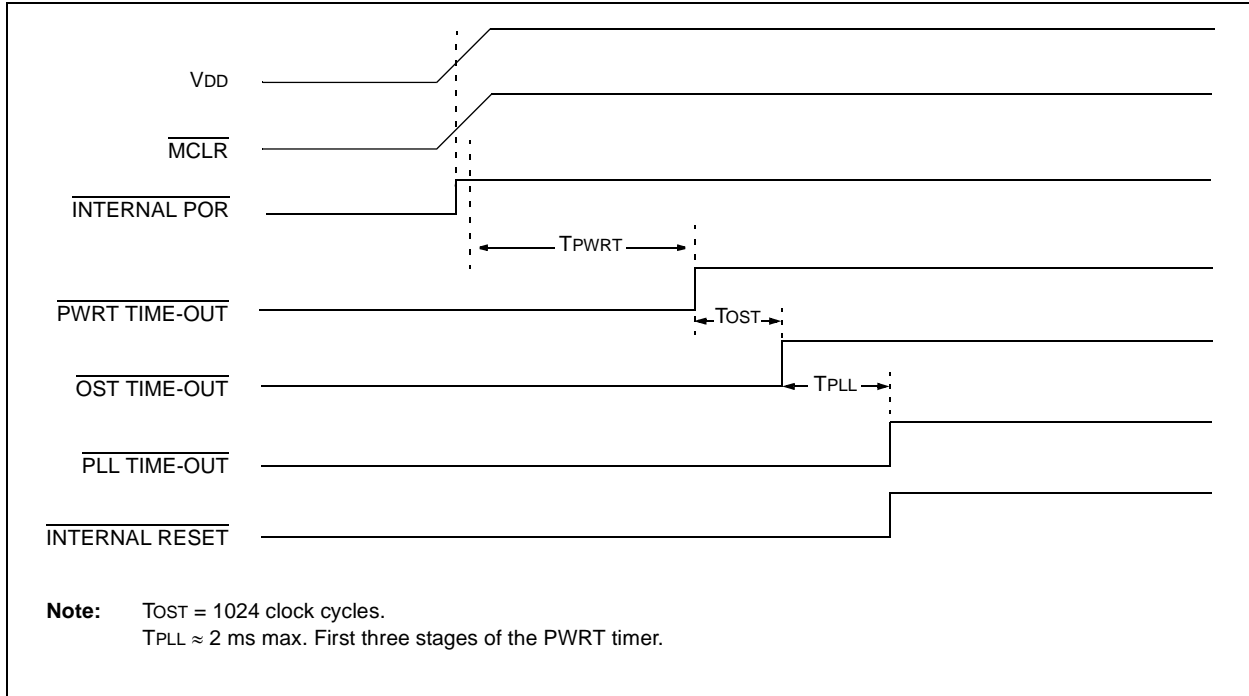 VDD
MCLR
INTERNAL POR
TPWRT
PWRT TIME-OUT
TOST
OST TIME-OUT
TPLL
PLL TIME-OUT
INTERNAL RESET
Note: TOST = 1024 clock cycles.
TPLL ≈ 2 ms max. First three stages of the PWRT timer.